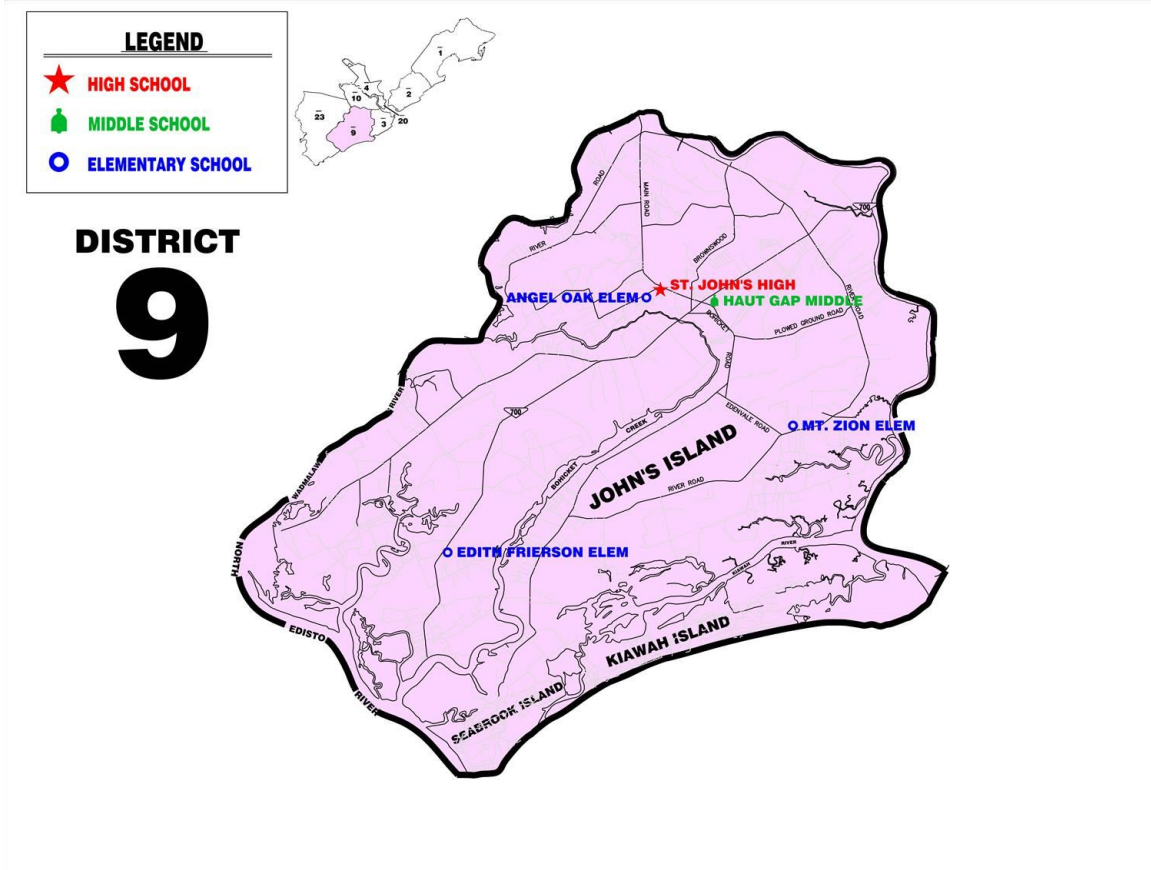 LEGEND
HIGH SCHOOL
MIDDLE SCHOOL
ELEMENTARY SCHOOL
1
2
3
4
9
10
20
23
DISTRICT
9
ROAD
MAIN ROAD
700
RIVER
BROWNSWOOD
ST. JOHN'S HIGH
ANGEL OAK ELEM
HAUT GAP MIDDLE
RIVER ROAD
BOHICKET
ROAD
PLOWED GROUND ROAD
RIVER
WADMALAW
700
EDENVALE ROAD
CREEK
BOHICKET
MT. ZION ELEM
JOHN'S ISLAND
RIVER ROAD
EDITH FRIERSON ELEM
NORTH
EDISTO
RIVER
RIVER
KIAWAH
KIAWAH ISLAND
SEABROOK ISLAND